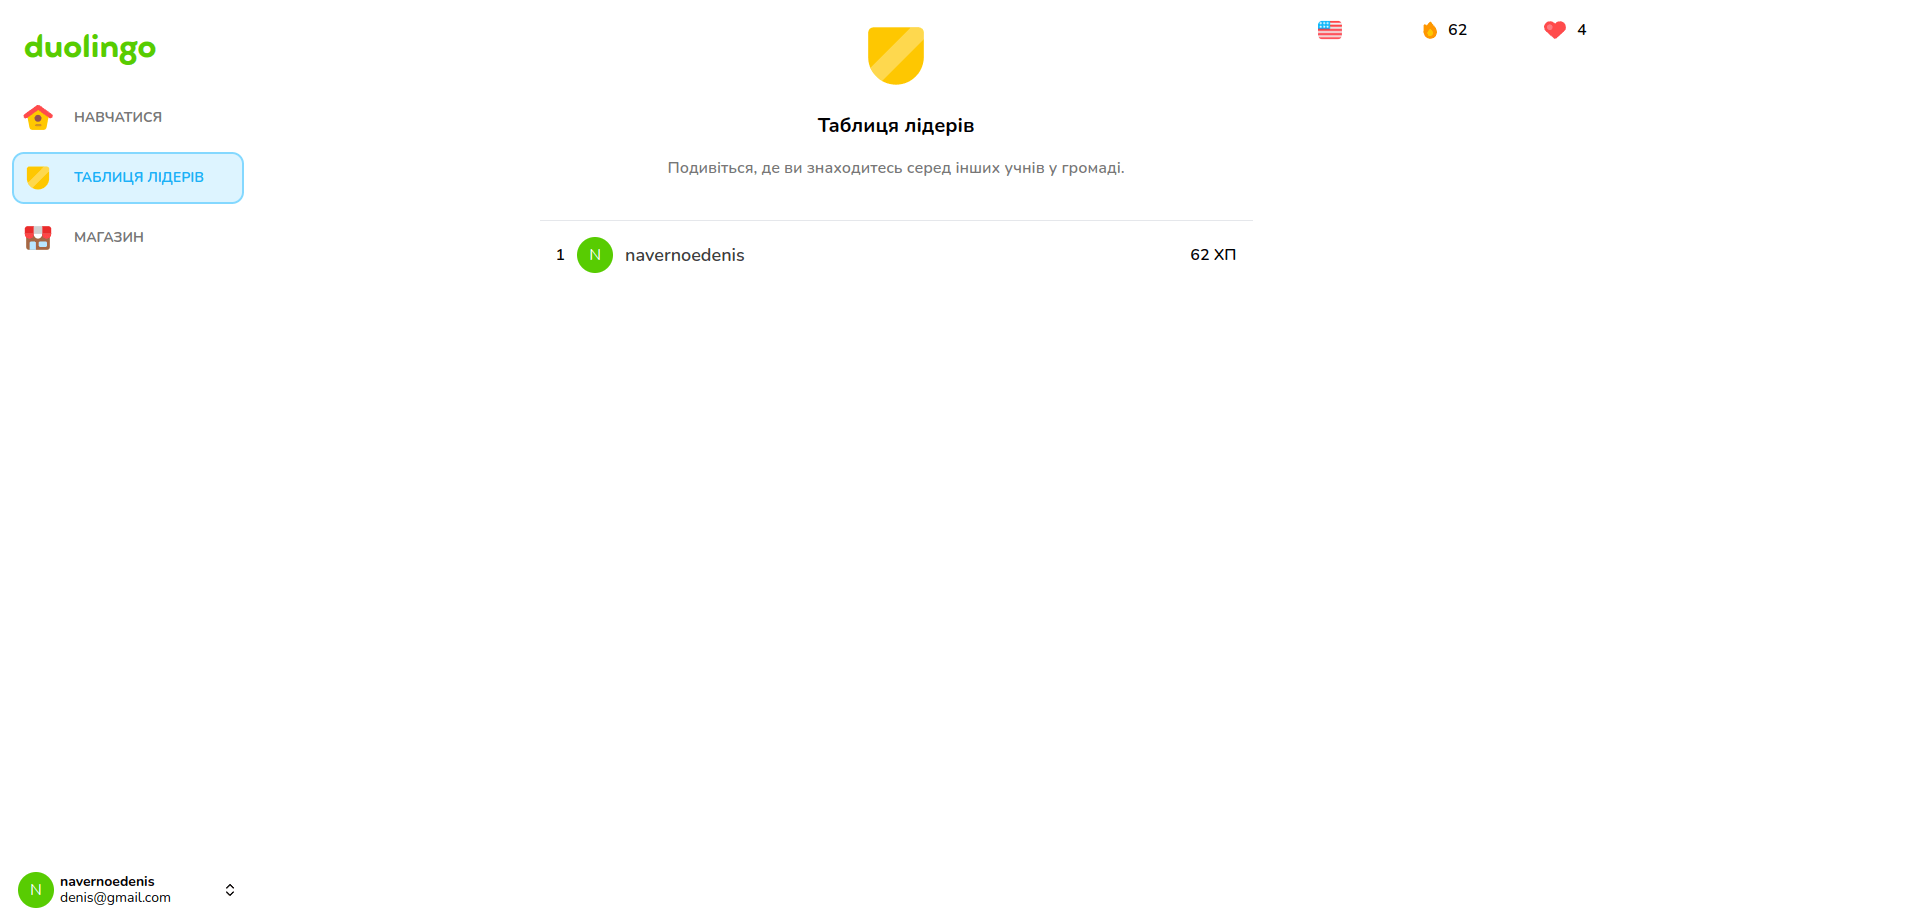 duolingo
НАВЧАТИСЯ
ТАБЛИЦЯ ЛІДЕРІВ
МАГАЗИН
Таблиця лідерів
Подивіться, де ви знаходитесь серед інших учнів у громаді.
1 N navernoedenis 62 ХП
62
4
N
navernoedenis
denis@gmail.com